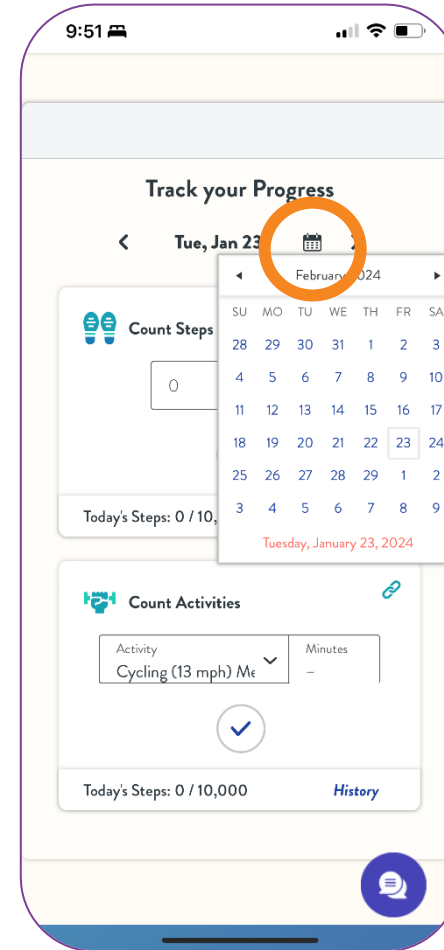 9:51
Track your Progress
Tue, Jan 23
February 2024
SU MO TU WE TH FR SA
28 29 30 31 1 2 3
4 5 6 7 8 9 10
11 12 13 14 15 16 17
18 19 20 21 22 23 24
25 26 27 28 29 1 2
3 4 5 6 7 8 9
Tuesday, January 23, 2024
Count Steps
0
Today's Steps: 0 / 10,
Count Activities
Activity
Cycling (13 mph) Me
Minutes
–
Today's Steps: 0 / 10,000
History